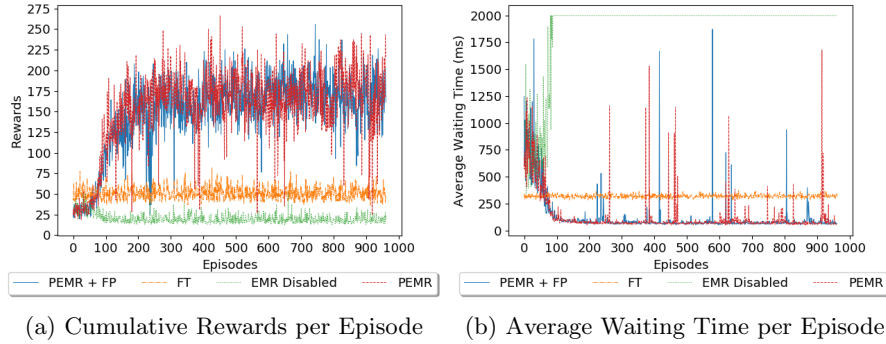 275
250
225
200
175
150
125
100
75
50
25
0
Rewards
0 100 200 300 400 500 600 700 800 900 1000
Episodes
PEMR + FP FT EMR Disabled PEMR
(a) Cumulative Rewards per Episode
2000
1750
1500
1250
1000
750
500
250
0
Average Waiting Time (ms)
0 100 200 300 400 500 600 700 800 900 1000
Episodes
PEMR + FP FT EMR Disabled PEMR
(b) Average Waiting Time per Episode